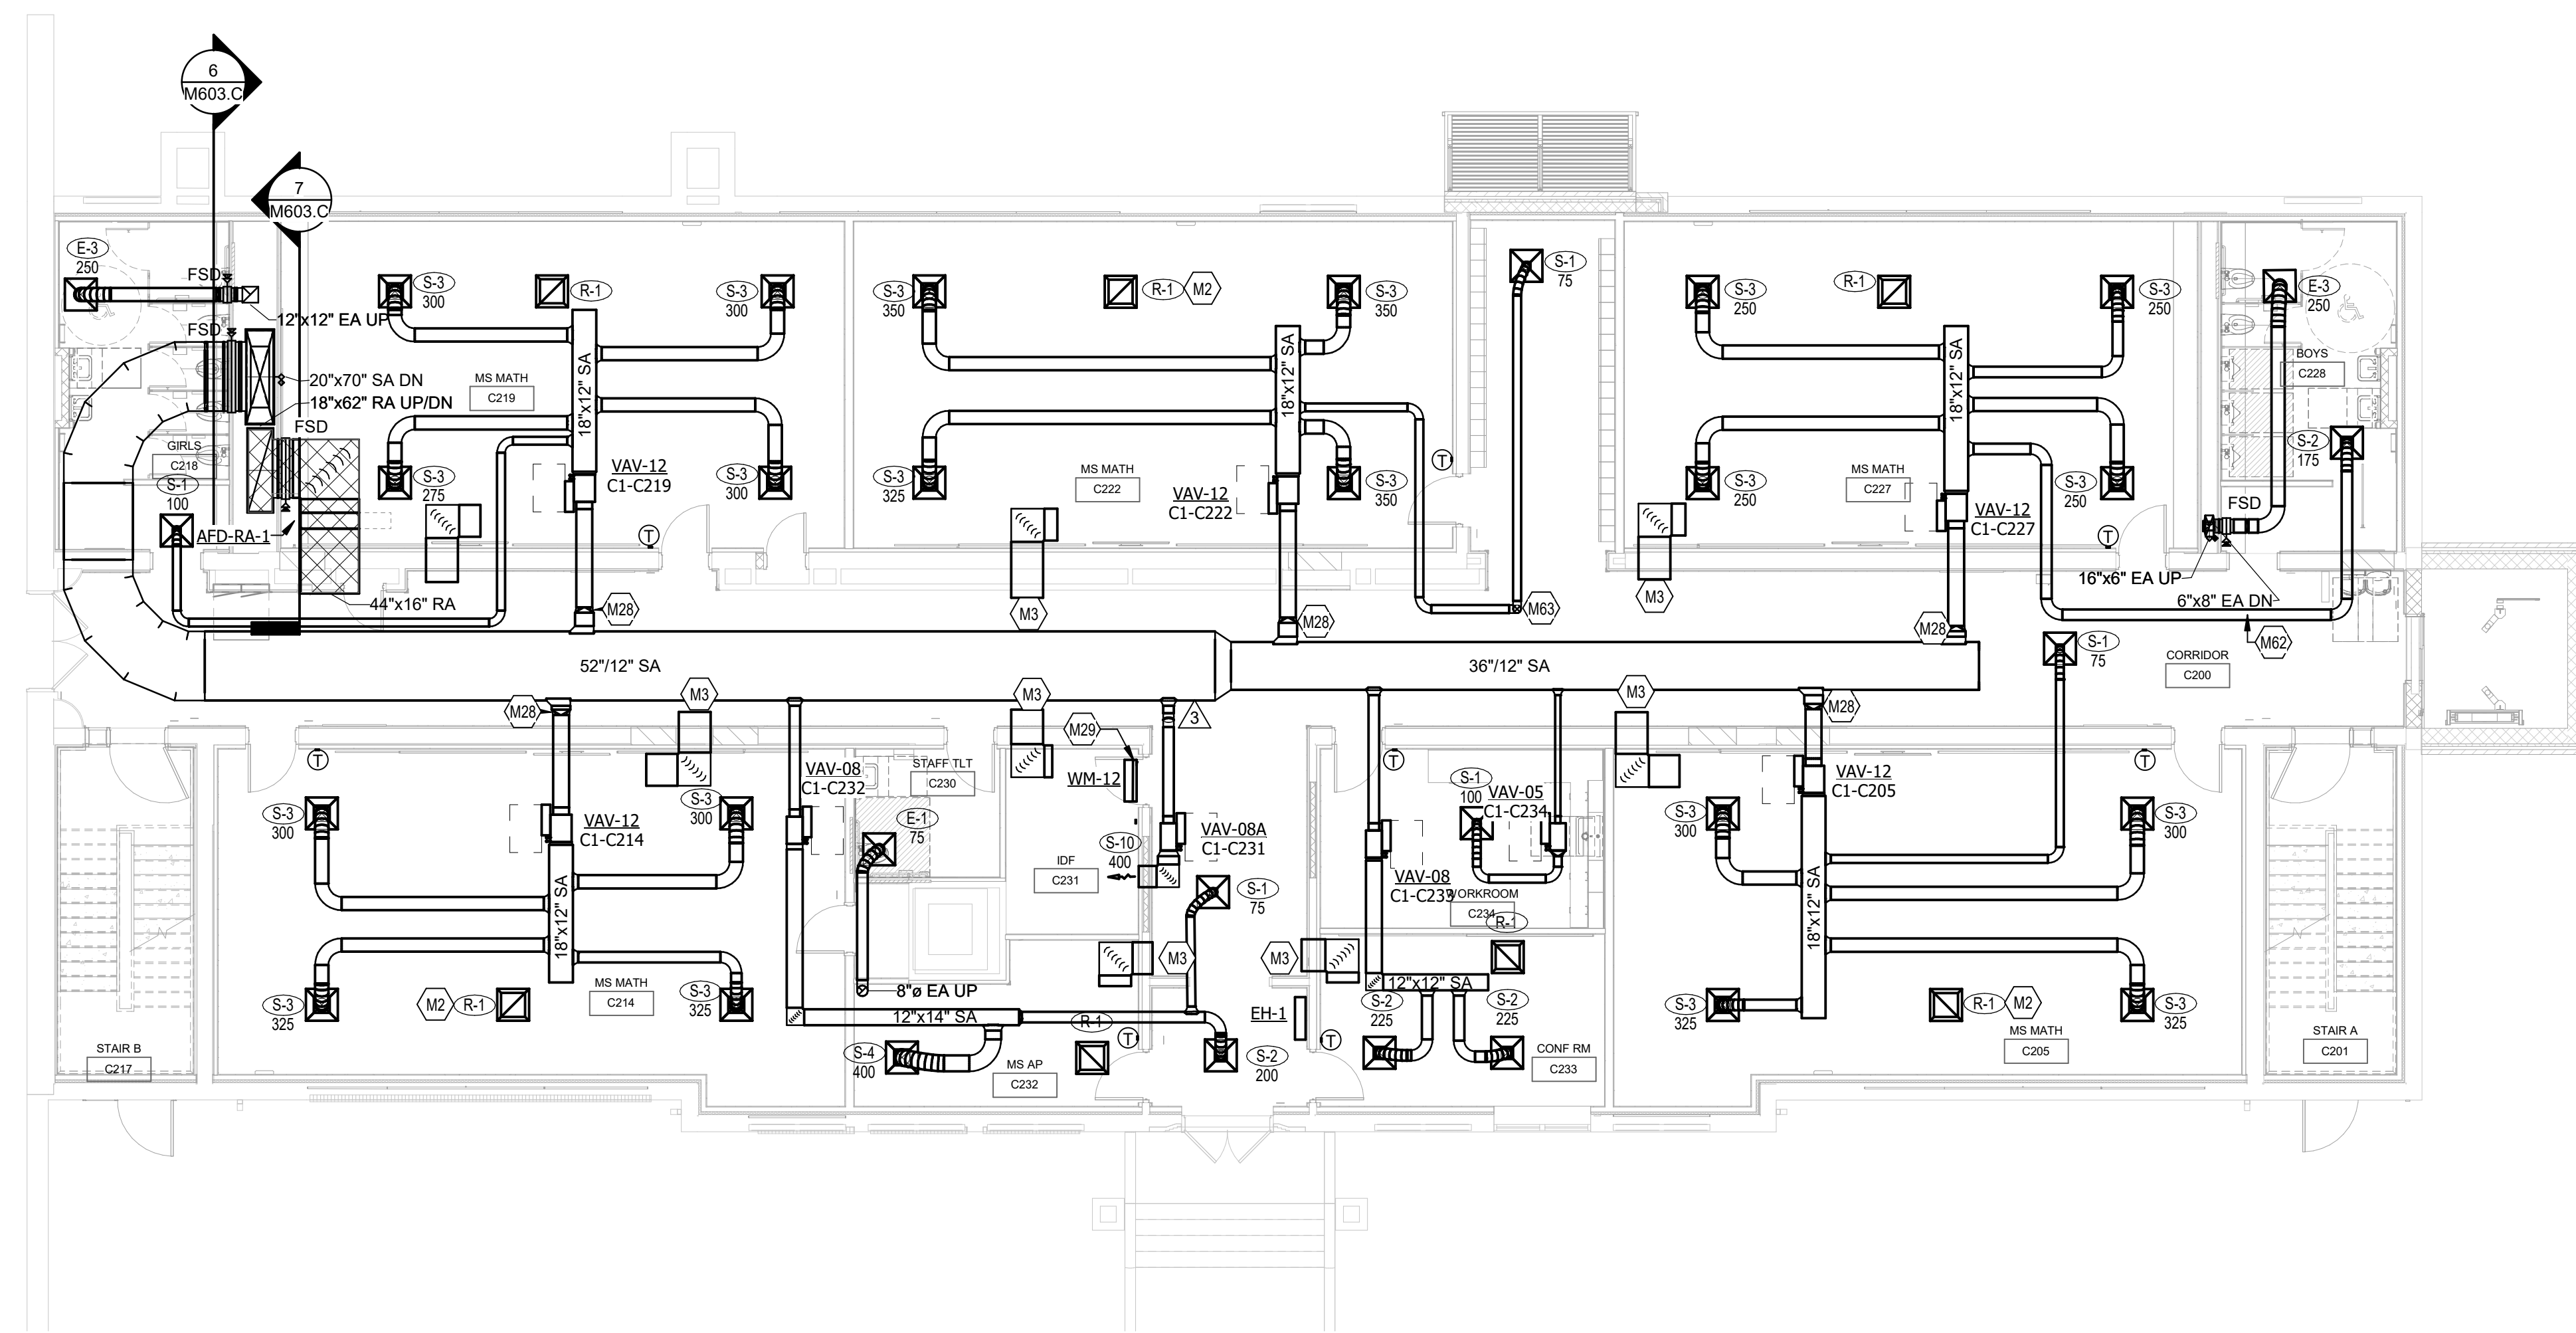 6
M603.C
7
M603.C
E-3
250
FSD
12"x12" EA UP
FSD
20"x70" SA DN
18"x62" RA UP/DN
FSD
GIRLS
C218
S-1
100
AFD-RA-1
44"x16" RA
S-3
300
R-1
S-3
300
MS MATH
C219
18"x12" SA
S-3
275
VAV-12
C1-C219
S-3
300
T
M28
S-3
350
R-1
M2
S-3
350
18"x12" SA
MS MATH
C222
S-3
325
VAV-12
C1-C222
S-3
350
T
M3
M28
S-1
75
M63
S-3
250
R-1
S-3
250
18"x12" SA
MS MATH
C227
S-3
250
VAV-12
C1-C227
S-3
250
T
M3
M28
E-3
250
BOYS
C228
S-2
175
FSD
16"x6" EA UP
6"x8" EA DN
M62
S-1
75
CORRIDOR
C200
52"/12" SA
36"/12" SA
M28
M3
M3
3
M3
M28
M29
WM-12
T
VAV-08
C1-C232
STAFF TLT
C230
S-3
300
S-3
300
VAV-12
C1-C214
E-1
75
18"x12" SA
S-10
400
VAV-08A
C1-C231
IDF
C231
S-1
75
T
S-1
100
VAV-05
C1-C234
VAV-08
C1-C233
WORKROOM
C234
R-1
VAV-12
C1-C205
T
S-3
300
S-3
300
18"x12" SA
M3
M3
S-3
325
M2
R-1
MS MATH
C214
S-3
325
8"ø EA UP
12"x14" SA
R-1
T
S-4
400
MS AP
C232
S-2
200
EH-1
T
12"x12" SA
S-2
225
S-2
225
CONF RM
C233
S-3
325
R-1
M2
MS MATH
C205
S-3
325
STAIR B
C217
STAIR A
C201